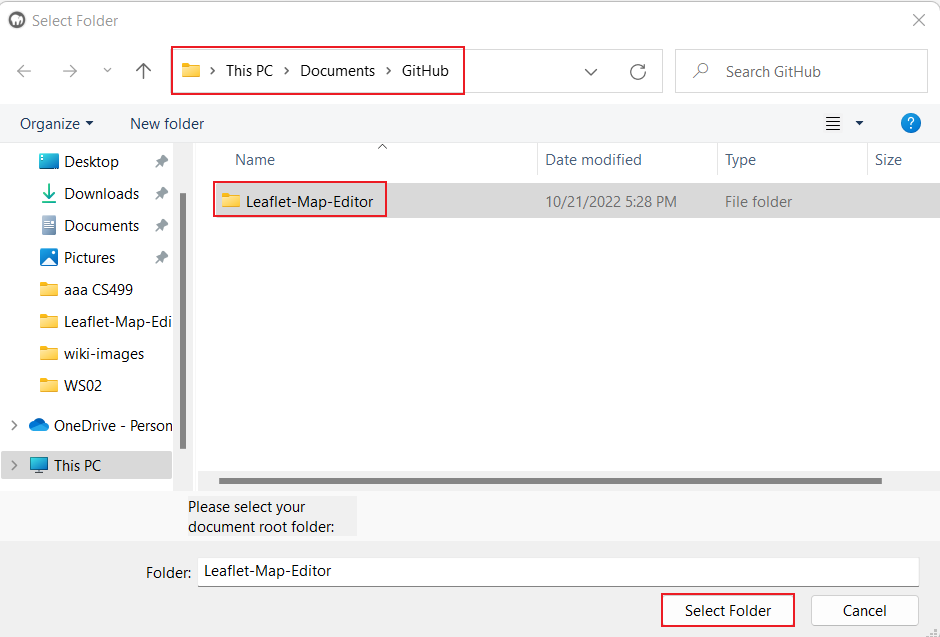 Select Folder
This PC > Documents > GitHub
Search GitHub
Organize
New folder
?
Name
Date modified
Type
Size
Desktop
Downloads
Documents
Pictures
aaa CS499
Leaflet-Map-Edi
wiki-images
WS02
OneDrive - Person
This PC
Leaflet-Map-Editor
10/21/2022 5:28 PM
File folder
Please select your
document root folder:
Folder:
Leaflet-Map-Editor
Select Folder
Cancel